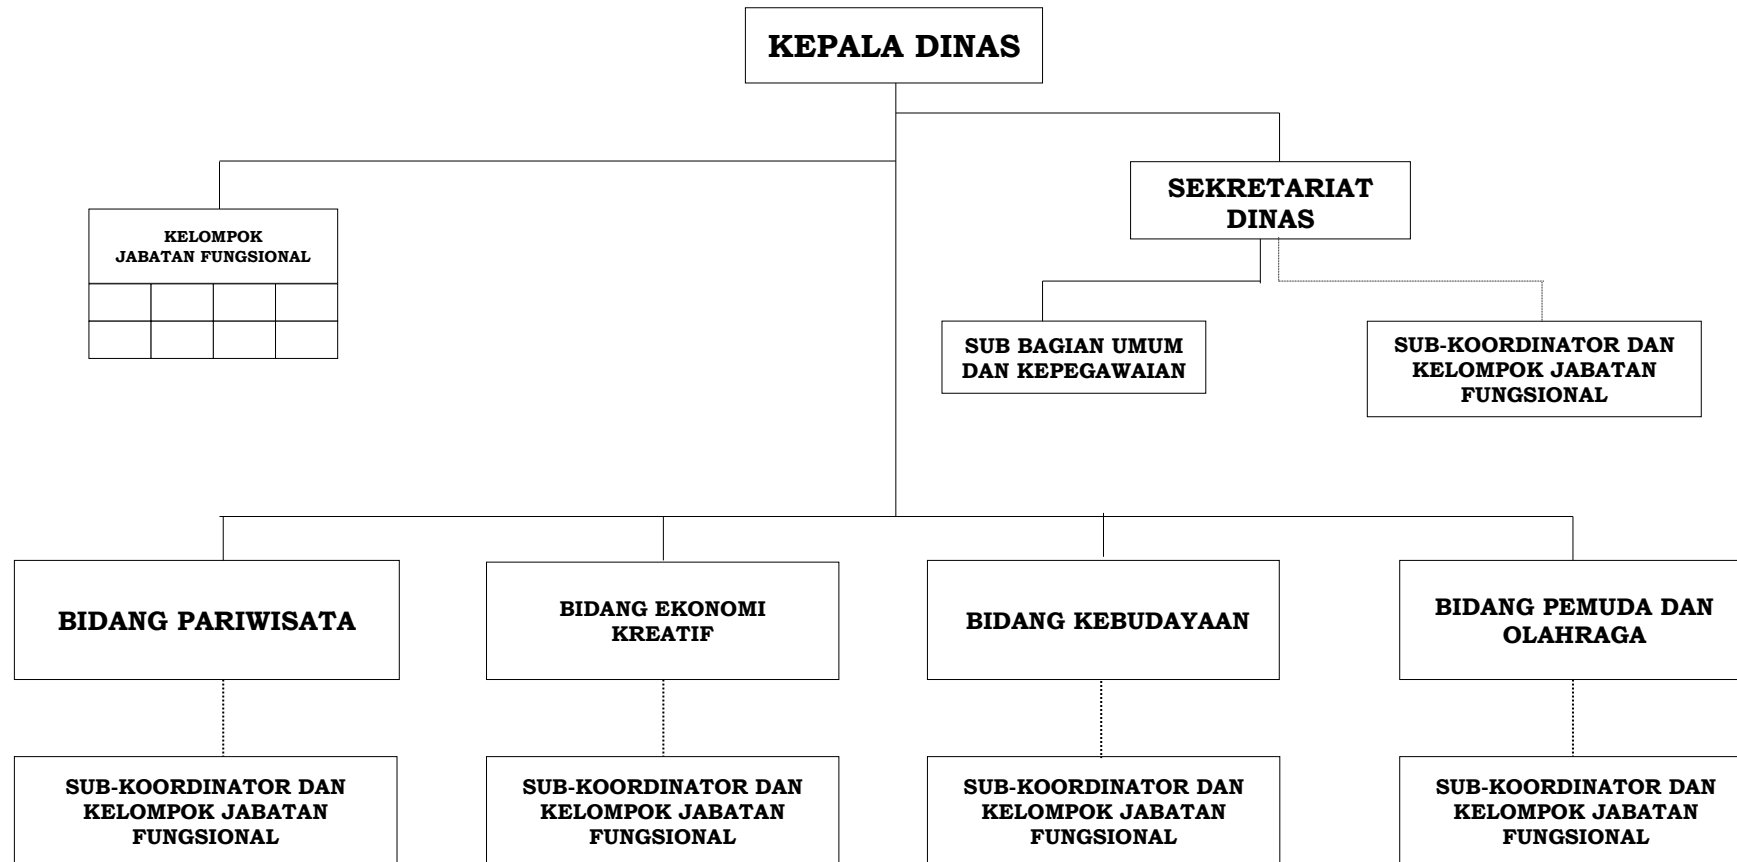 KEPALA DINAS
SEKRETARIAT
DINAS
KELOMPOK
JABATAN FUNGSIONAL
SUB BAGIAN UMUM
DAN KEPEGAWAIAN
SUB-KOORDINATOR DAN
KELOMPOK JABATAN
FUNGSIONAL
BIDANG PARIWISATA
BIDANG EKONOMI
KREATIF
BIDANG KEBUDAYAAN
BIDANG PEMUDA DAN
OLAHRAGA
SUB-KOORDINATOR DAN
KELOMPOK JABATAN
FUNGSIONAL
SUB-KOORDINATOR DAN
KELOMPOK JABATAN
FUNGSIONAL
SUB-KOORDINATOR DAN
KELOMPOK JABATAN
FUNGSIONAL
SUB-KOORDINATOR DAN
KELOMPOK JABATAN
FUNGSIONAL